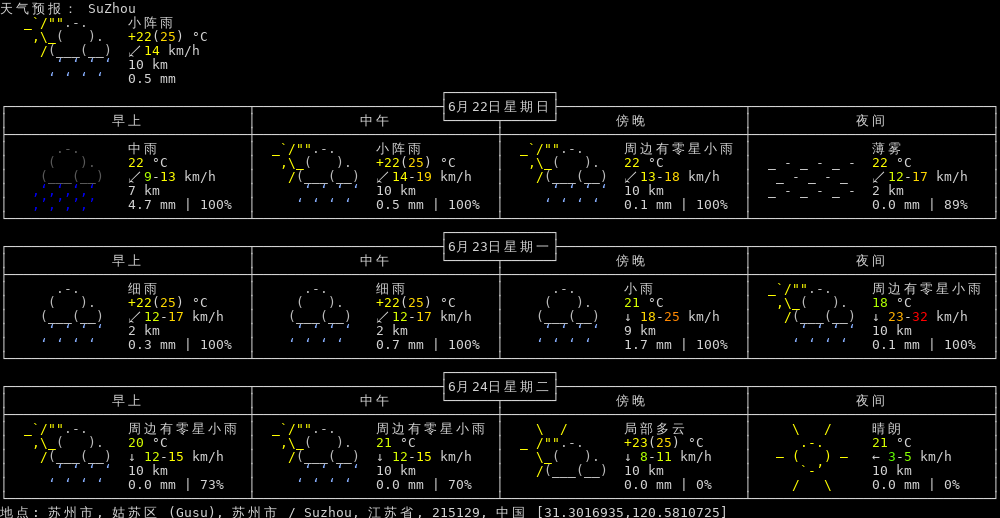 天气预报: SuZhou
小阵雨
+22(25) °C
↙ 14 km/h
10 km
0.5 mm
6月22日星期日
早上 中午 傍晚 夜间
中雨 小阵雨 周边有零星小雨 薄雾
22 °C +22(25) °C 22 °C 22 °C
↙ 9-13 km/h ↙ 14-19 km/h ↙ 13-18 km/h ↙ 12-17 km/h
7 km 10 km 10 km 2 km
4.7 mm | 100% 0.5 mm | 100% 0.1 mm | 100% 0.0 mm | 89%
6月23日星期一
早上 中午 傍晚 夜间
细雨 细雨 小雨 周边有零星小雨
+22(25) °C +22(25) °C 21 °C 18 °C
↙ 12-17 km/h ↙ 12-17 km/h ↓ 18-25 km/h ↓ 23-32 km/h
2 km 2 km 9 km 10 km
0.3 mm | 100% 0.7 mm | 100% 1.7 mm | 100% 0.1 mm | 100%
6月24日星期二
早上 中午 傍晚 夜间
周边有零星小雨 周边有零星小雨 局部多云 晴朗
20 °C 21 °C +23(25) °C 21 °C
↓ 12-15 km/h ↓ 12-15 km/h ↓ 8-11 km/h ← 3-5 km/h
10 km 10 km 10 km 10 km
0.0 mm | 73% 0.0 mm | 70% 0.0 mm | 0% 0.0 mm | 0%
地点: 苏州市, 姑苏区 (Gusu), 苏州市 / Suzhou, 江苏省, 215129, 中国 [31.3016935,120.5810725]